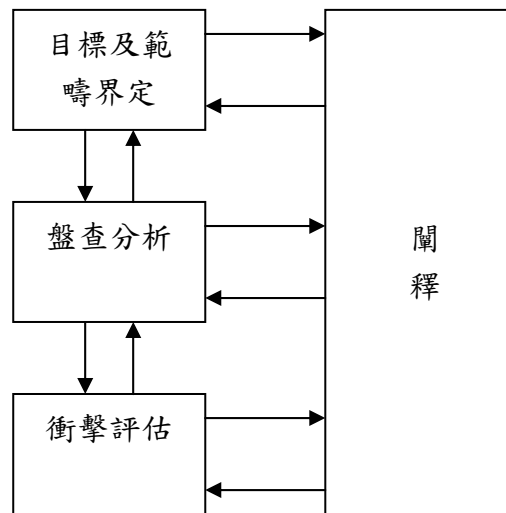 目標及範
疇界定
盤查分析
闡
釋
衝擊評估